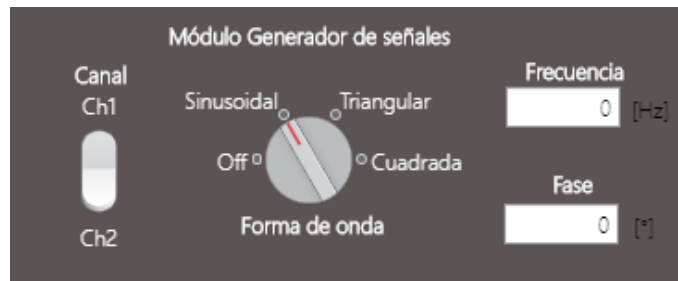 Módulo Generador de señales
Canal
Ch1
Ch2
Sinusoidal
Triangular
Off
Cuadrada
Forma de onda
Frecuencia
0 [Hz]
Fase
0 [°]